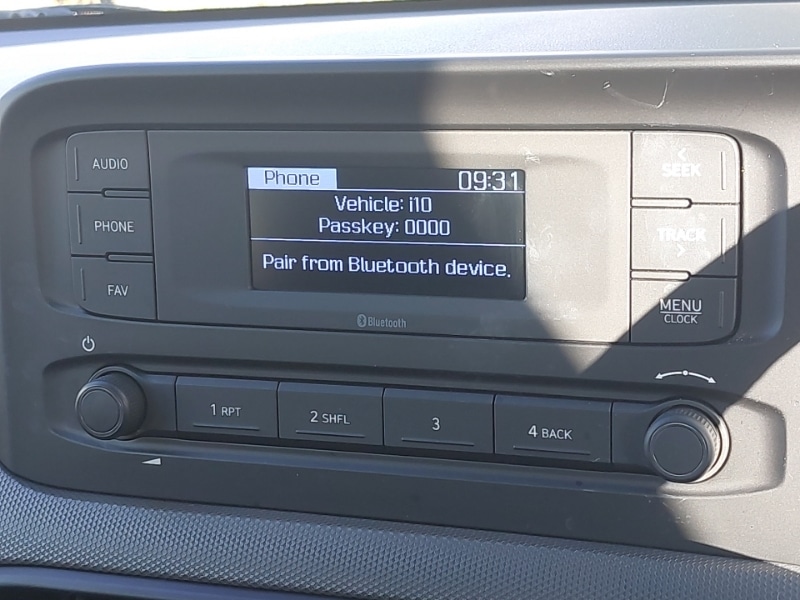 AUDIO
PHONE
FAV
Phone 09:31
Vehicle: i10
Passkey: 0000
Pair from Bluetooth device.
Bluetooth
< SEEK
TRACK >
MENU
CLOCK
1 RPT
2 SHFL
3
4 BACK